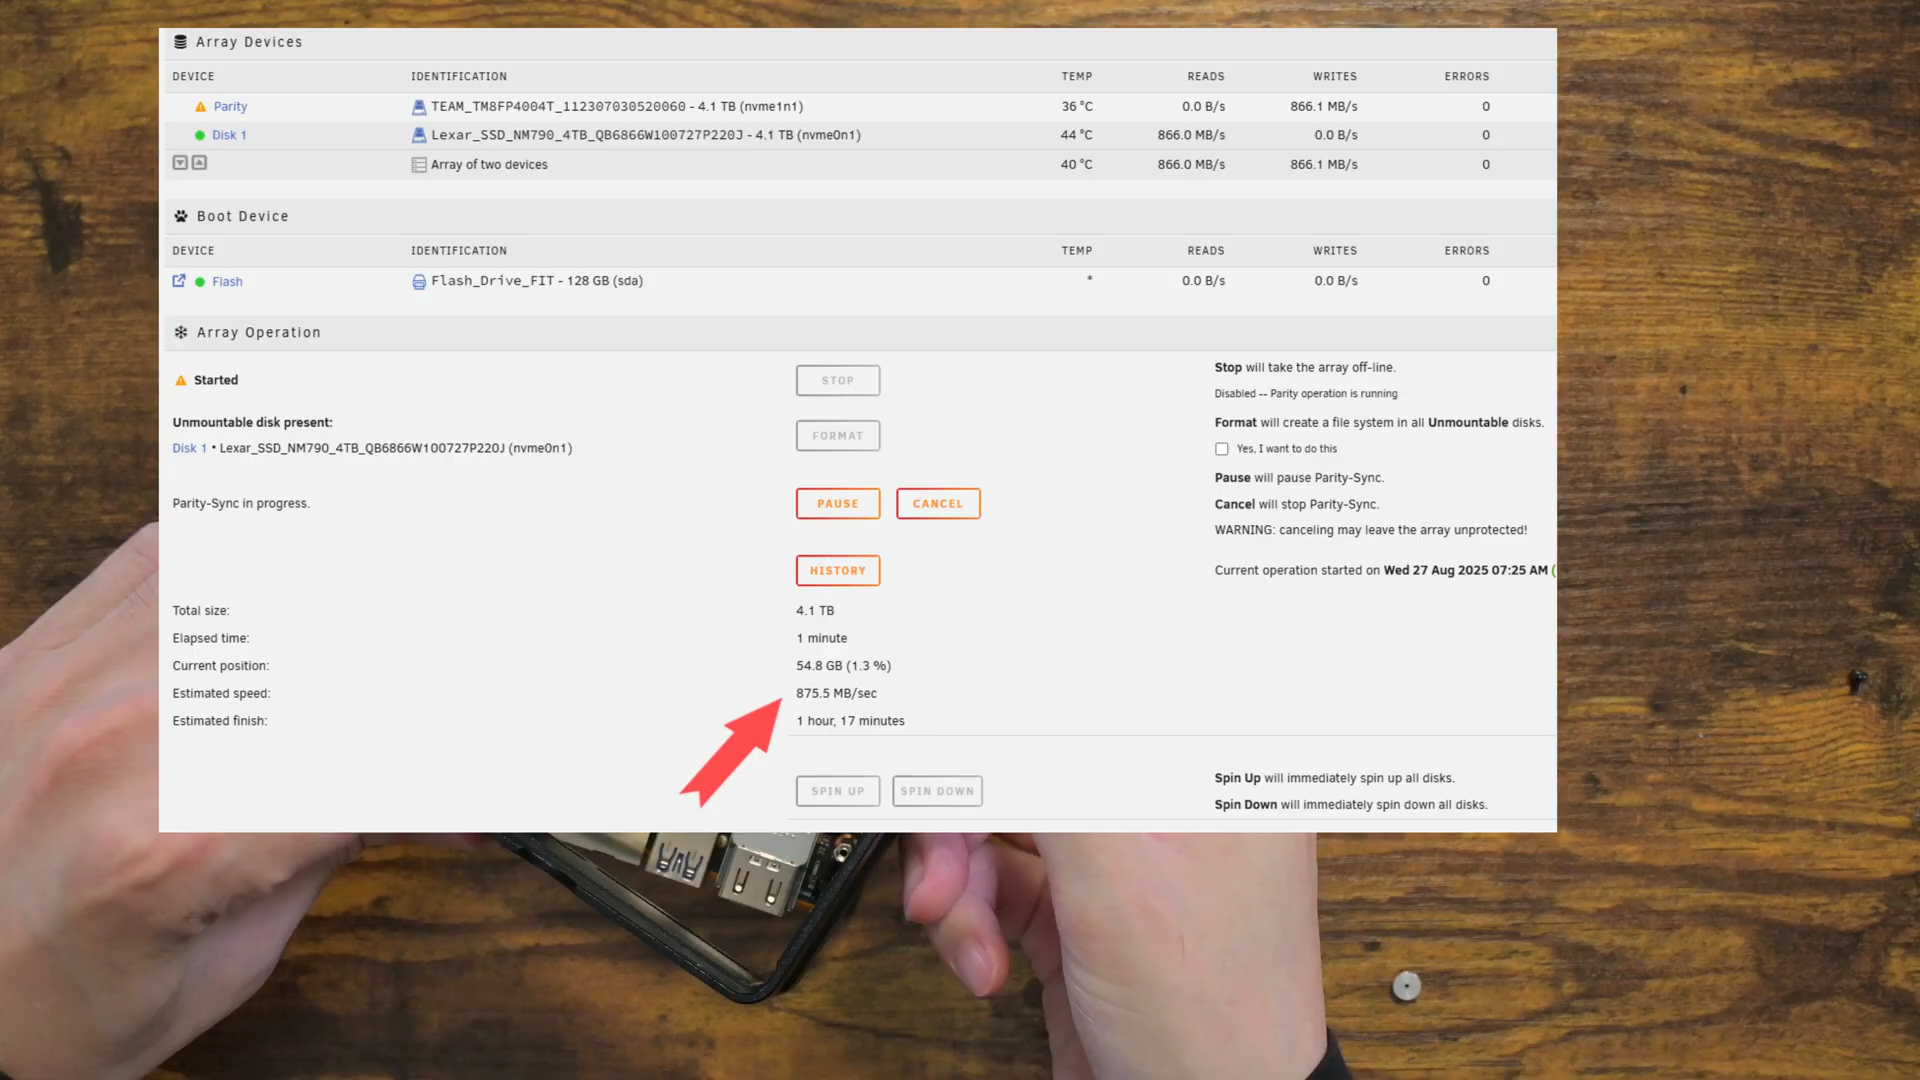 Array Devices
DEVICE IDENTIFICATION TEMP READS WRITES ERRORS
Parity TEAM_TM8FP4004T_112307030520060 - 4.1 TB (nvme1n1) 36 °C 0.0 B/s 866.1 MB/s 0
Disk 1 Lexar_SSD_NM790_4TB_QB6866W100727P220J - 4.1 TB (nvme0n1) 44 °C 866.0 MB/s 0.0 B/s 0
Array of two devices 40 °C 866.0 MB/s 866.1 MB/s 0
Boot Device
DEVICE IDENTIFICATION TEMP READS WRITES ERRORS
Flash Flash_Drive_FIT - 128 GB (sda) * 0.0 B/s 0.0 B/s 0
Array Operation
Started STOP Stop will take the array off-line.
Disabled -- Parity operation is running
Unmountable disk present: FORMAT Format will create a file system in all Unmountable disks.
Disk 1 • Lexar_SSD_NM790_4TB_QB6866W100727P220J (nvme0n1) Yes, I want to do this
Pause will pause Parity-Sync.
Parity-Sync in progress. PAUSE CANCEL Cancel will stop Parity-Sync.
WARNING: canceling may leave the array unprotected!
HISTORY Current operation started on Wed 27 Aug 2025 07:25 AM (
Total size: 4.1 TB
Elapsed time: 1 minute
Current position: 54.8 GB (1.3 %)
Estimated speed: 875.5 MB/sec
Estimated finish: 1 hour, 17 minutes
SPIN UP SPIN DOWN Spin Up will immediately spin up all disks.
Spin Down will immediately spin down all disks.